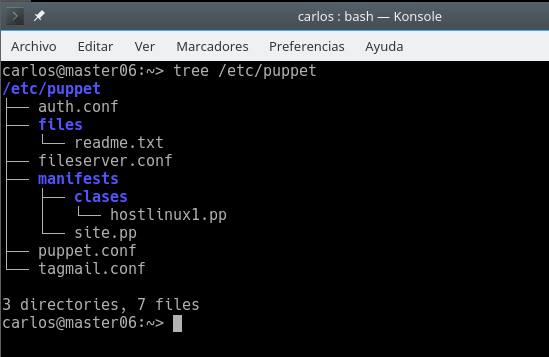 carlos : bash — Konsole
Archivo Editar Ver Marcadores Preferencias Ayuda
carlos@master06:~> tree /etc/puppet
/etc/puppet
├── auth.conf
├── files
│   └── readme.txt
├── fileserver.conf
├── manifests
│   ├── clases
│   │   └── hostlinux1.pp
│   └── site.pp
├── puppet.conf
└── tagmail.conf
3 directories, 7 files
carlos@master06:~>